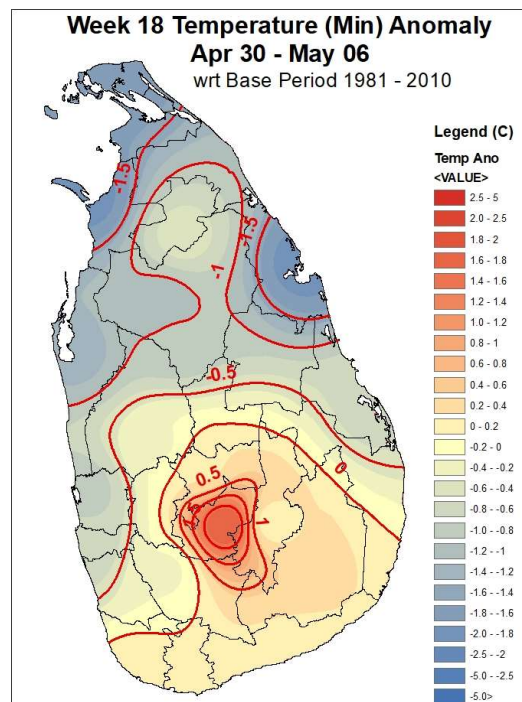 Week 18 Temperature (Min) Anomaly
Apr 30 - May 06
wrt Base Period 1981 - 2010
Legend (C)
Temp Ano
<VALUE>
2.5 - 5
2.0 - 2.5
1.8 - 2
1.6 - 1.8
1.4 - 1.6
1.2 - 1.4
1.0 - 1.2
0.8 - 1
0.6 - 0.8
0.4 - 0.6
0.2 - 0.4
0 - 0.2
-0.2 - 0
-0.4 - -0.2
-0.6 - -0.4
-0.8 - -0.6
-1.0 - -0.8
-1.2 - -1
-1.4 - -1.2
-1.6 - -1.4
-1.8 - -1.6
-2.0 - -1.8
-2.5 - -2
-5.0 - -2.5
-5.0>
-1.5
-1.5
-1
-0.5
0
0.5
1.5
1